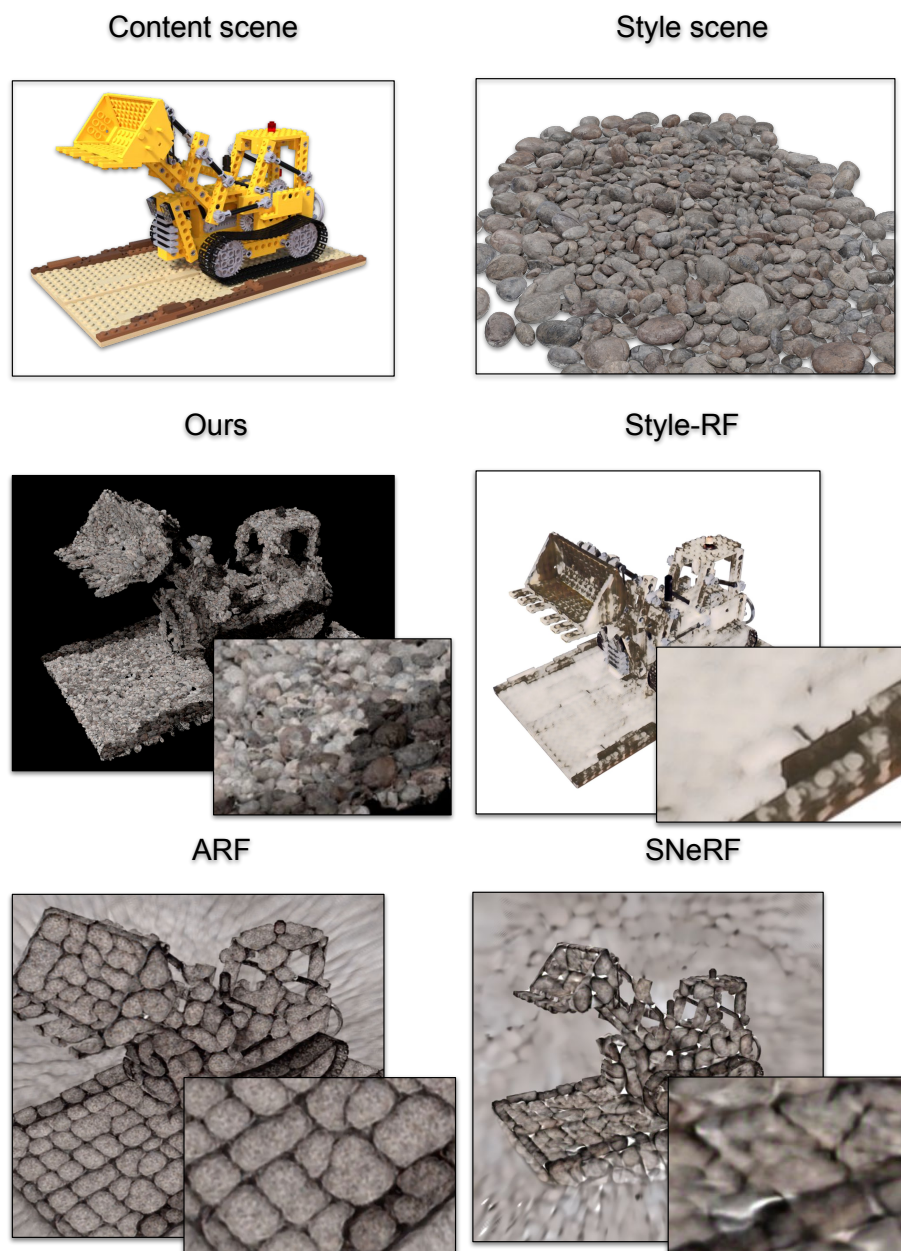 Content scene
Style scene
Ours
Style-RF
ARF
SNeRF